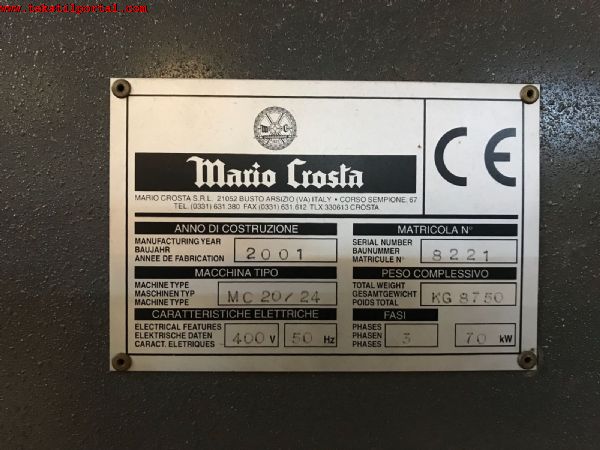 www.tekstilportal.com
MC
Mario Crosta
CE
MARIO CROSTA S.R.L. 21052 BUSTO ARSIZIO (VA) ITALY • CORSO SEMPIONE, 67
TEL. (0331) 631.380 FAX (0331) 631.612 TLX 330613 CROSTA
ANNO DI COSTRUZIONE
MANUFACTURING YEAR
BAUJAHR
ANNEE DE FABRICATION
2001
MATRICOLA N°
SERIAL NUMBER
BAUNUMMER
MATRICULE N°
8221
MACCHINA TIPO
MACHINE TYPE
MASCHINEN TYP
MACHINE TYPE
MC 20/24
PESO COMPLESSIVO
TOTAL WEIGHT
GESAMTGEWICHT
POIDS TOTAL
KG 8750
CARATTERISTICHE ELETTRICHE
ELECTRICAL FEATURES
ELEKTRISCHE DATEN
CARACT. ELETRIQUES
400 V 50 Hz
FASI
PHASES
PHASEN
PHASES
3 70 kW